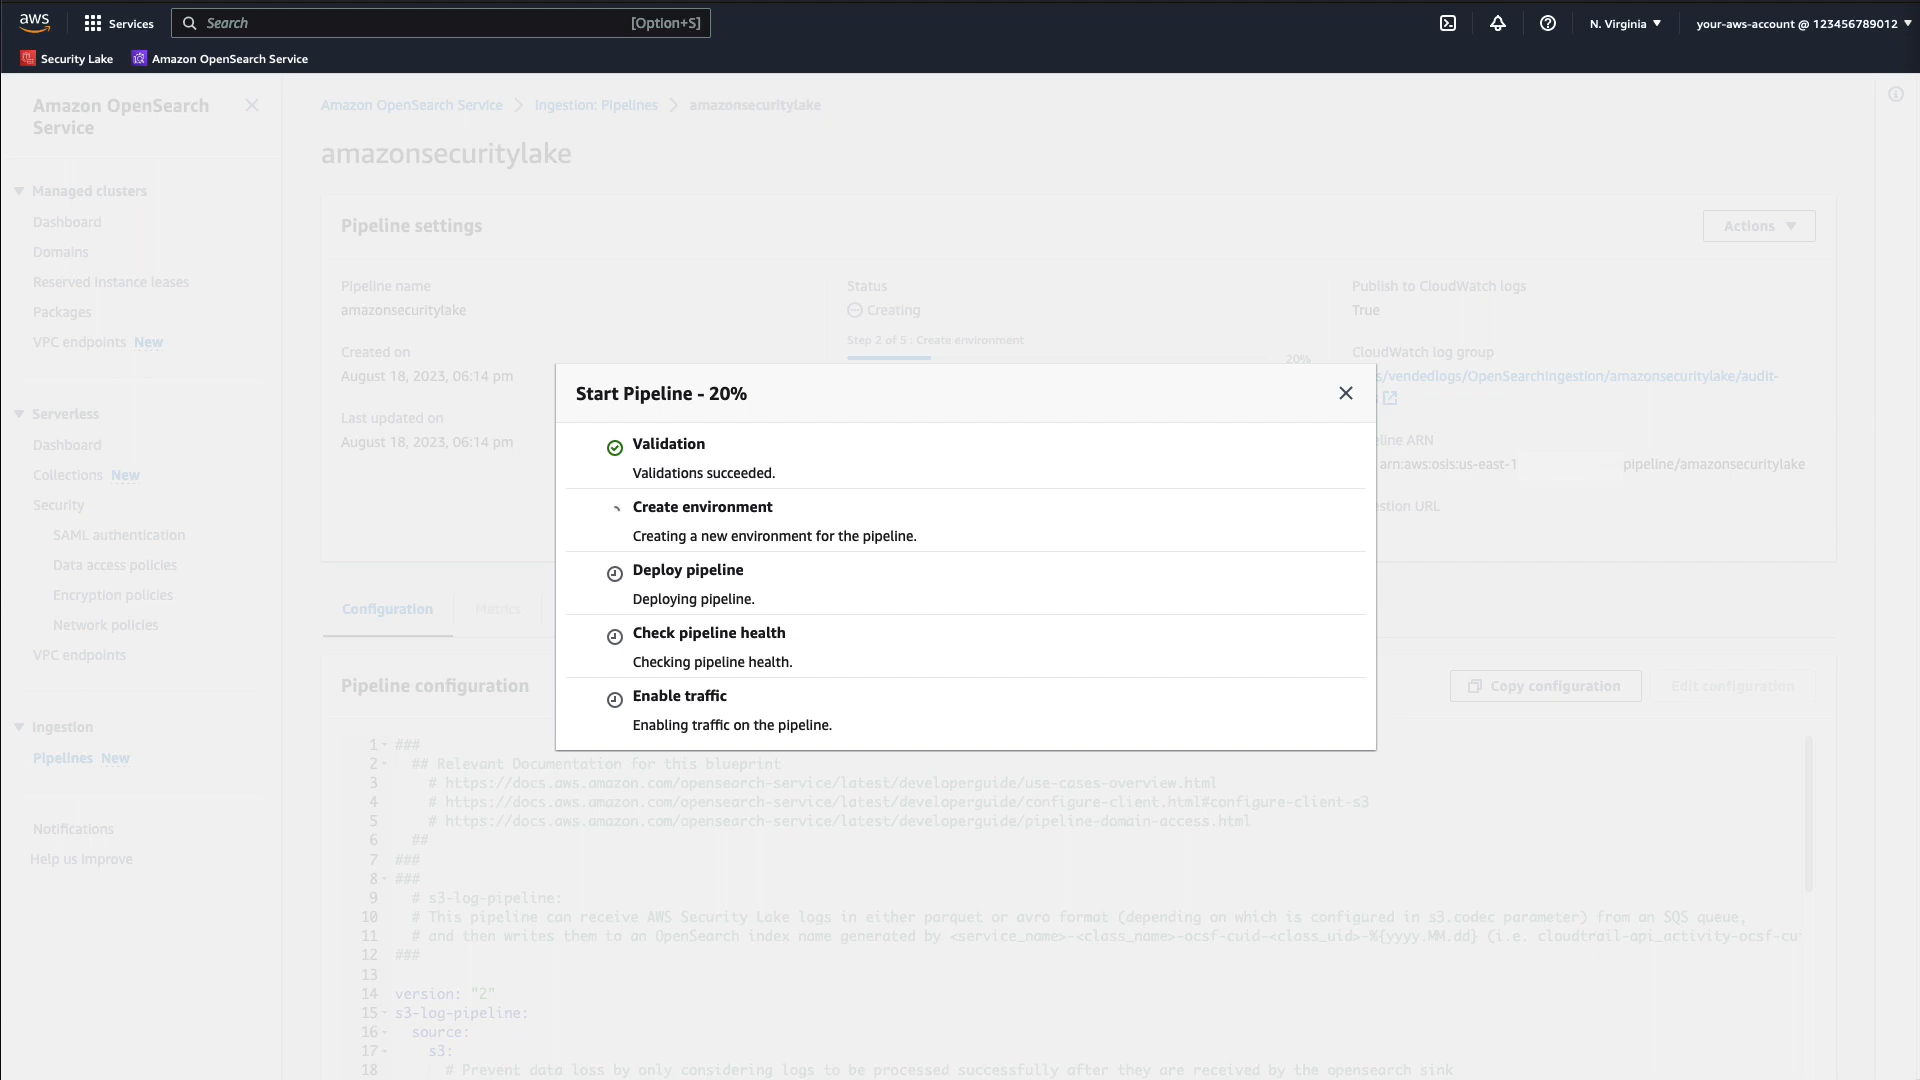 aws
Services
Search
[Option+S]
N. Virginia
your-aws-account @ 123456789012
Security Lake
Amazon OpenSearch Service
Amazon OpenSearch
Service
Managed clusters
Dashboard
Domains
Reserved instance leases
Packages
VPC endpoints New
Serverless
Dashboard
Collections New
Security
SAML authentication
Data access policies
Encryption policies
Network policies
VPC endpoints
Ingestion
Pipelines New
Notifications
Help us improve
Amazon OpenSearch Service
Ingestion: Pipelines
amazonsecuritylake
amazonsecuritylake
Pipeline settings
Actions
Pipeline name
amazonsecuritylake
Created on
August 18, 2023, 06:14 pm
Last updated on
August 18, 2023, 06:14 pm
Status
Creating
Step 2 of 5 : Create environment
20%
Publish to CloudWatch logs
True
CloudWatch log group
s/vendedlogs/OpenSearchIngestion/amazonsecuritylake/audit-
eline ARN
arn:aws:osis:us-east-1
pipeline/amazonsecuritylake
estion URL
Start Pipeline - 20%
Validation
Validations succeeded.
Create environment
Creating a new environment for the pipeline.
Deploy pipeline
Deploying pipeline.
Check pipeline health
Checking pipeline health.
Enable traffic
Enabling traffic on the pipeline.
Configuration
Metrics
Pipeline configuration
Copy configuration
Edit configuration
1 ###
2 ## Relevant Documentation for this blueprint
3 # https://docs.aws.amazon.com/opensearch-service/latest/developerguide/use-cases-overview.html
4 # https://docs.aws.amazon.com/opensearch-service/latest/developerguide/configure-client.html#configure-client-s3
5 # https://docs.aws.amazon.com/opensearch-service/latest/developerguide/pipeline-domain-access.html
6 ##
7 ###
8 ###
9 # s3-log-pipeline:
10 # This pipeline can receive AWS Security Lake logs in either parquet or avro format (depending on which is configured in s3.codec parameter) from an SQS queue,
11 # and then writes them to an OpenSearch index name generated by <service_name>-<class_name>-ocsf-cuid-<class_uid>-%{yyyy.MM.dd} (i.e. cloudtrail-api_activity-ocsf-cu
12 ###
13
14 version: "2"
15 s3-log-pipeline:
16 source:
17 s3:
18 # Prevent data loss by only considering logs to be processed successfully after they are received by the opensearch sink